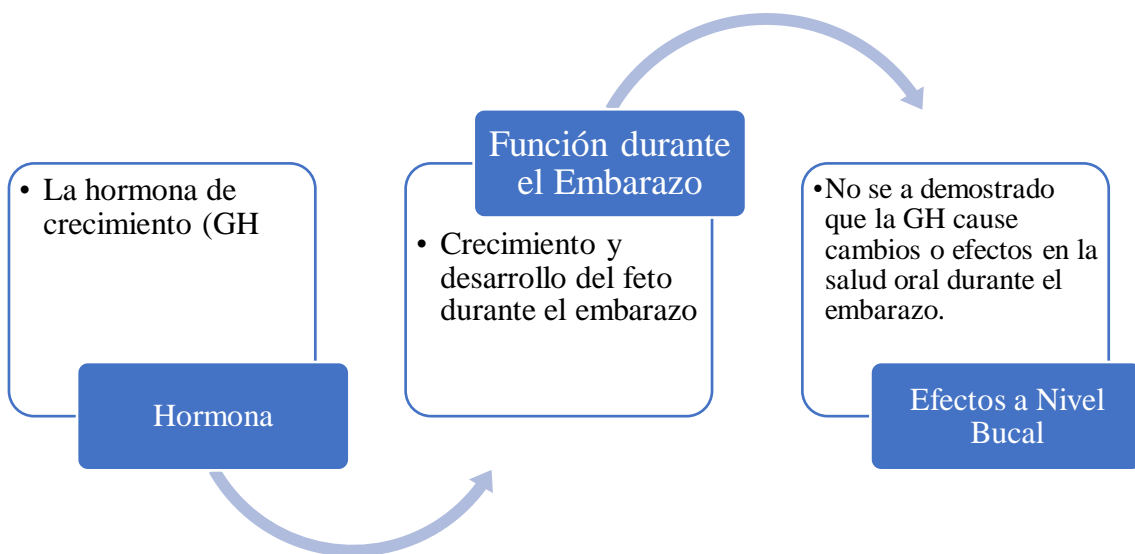 • La hormona de
crecimiento (GH
Hormona
Función durante
el Embarazo
• Crecimiento y
desarrollo del feto
durante el embarazo
•No se a demostrado
que la GH cause
cambios o efectos en la
salud oral durante el
embarazo.
Efectos a Nivel
Bucal